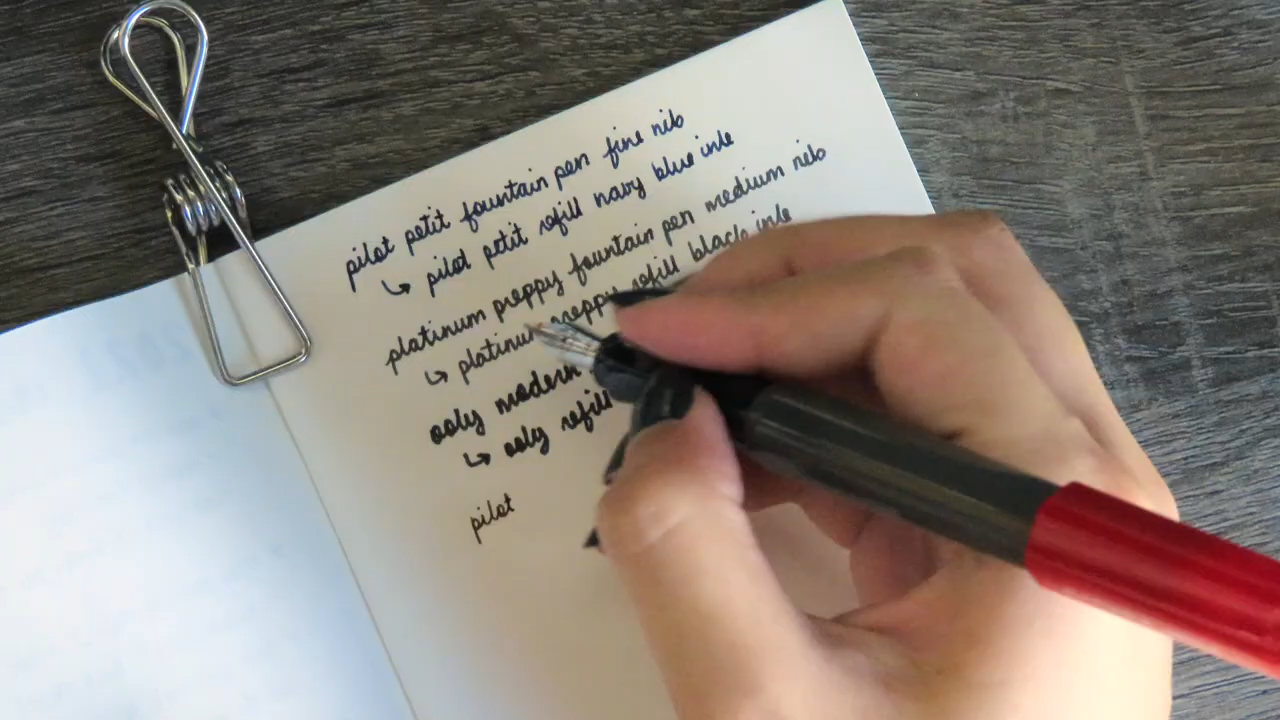 pilot petit fountain pen fine nib
↳ pilot petit refill navy blue ink
platinum preppy fountain pen medium nib
↳ platinum preppy refill black ink
ooly modern
↳ ooly refill
pilot